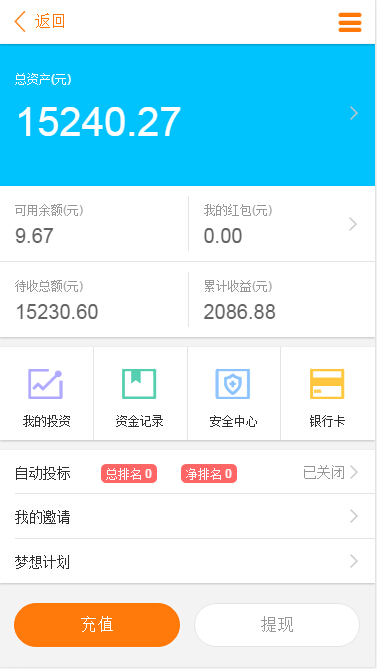 返回
总资产(元)
15240.27
可用余额(元) 我的红包(元)
9.67 0.00
待收总额(元) 累计收益(元)
15230.60 2086.88
我的投资 资金记录 安全中心 银行卡
自动投标 总排名 0 净排名 0 已关闭
我的邀请
梦想计划
充值 提现